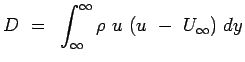 D = ∫_∞^∞ ρ u (u − U_∞) dy